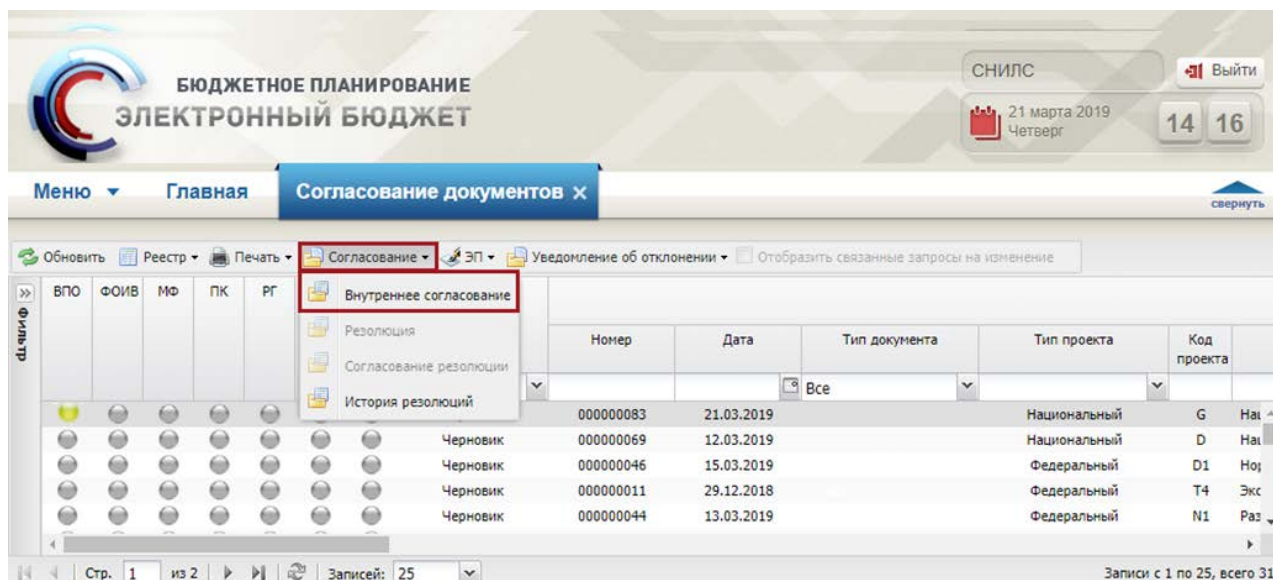 СНИЛС
Выйти
БЮДЖЕТНОЕ ПЛАНИРОВАНИЕ
ЭЛЕКТРОННЫЙ БЮДЖЕТ
21 марта 2019
Четверг
14 16
Меню Главная Согласование документов ×
свернуть
Обновить Реестр Печать Согласование ЭП Уведомление об отклонении Отобразить связанные запросы на изменение
» Фильтр
ВПО ФОИВ МФ ПК РГ
Внутреннее согласование
Резолюция
Согласование резолюции
История резолюций
Номер Дата Тип документа Тип проекта Код проекта
Все
000000083 21.03.2019 Национальный G На
Черновик 000000069 12.03.2019 Национальный D На
Черновик 000000046 15.03.2019 Федеральный D1 Но
Черновик 000000011 29.12.2018 Федеральный T4 Экс
Черновик 000000044 13.03.2019 Федеральный N1 Раз
Стр. 1 из 2 Записей: 25 Записи с 1 по 25, всего 31